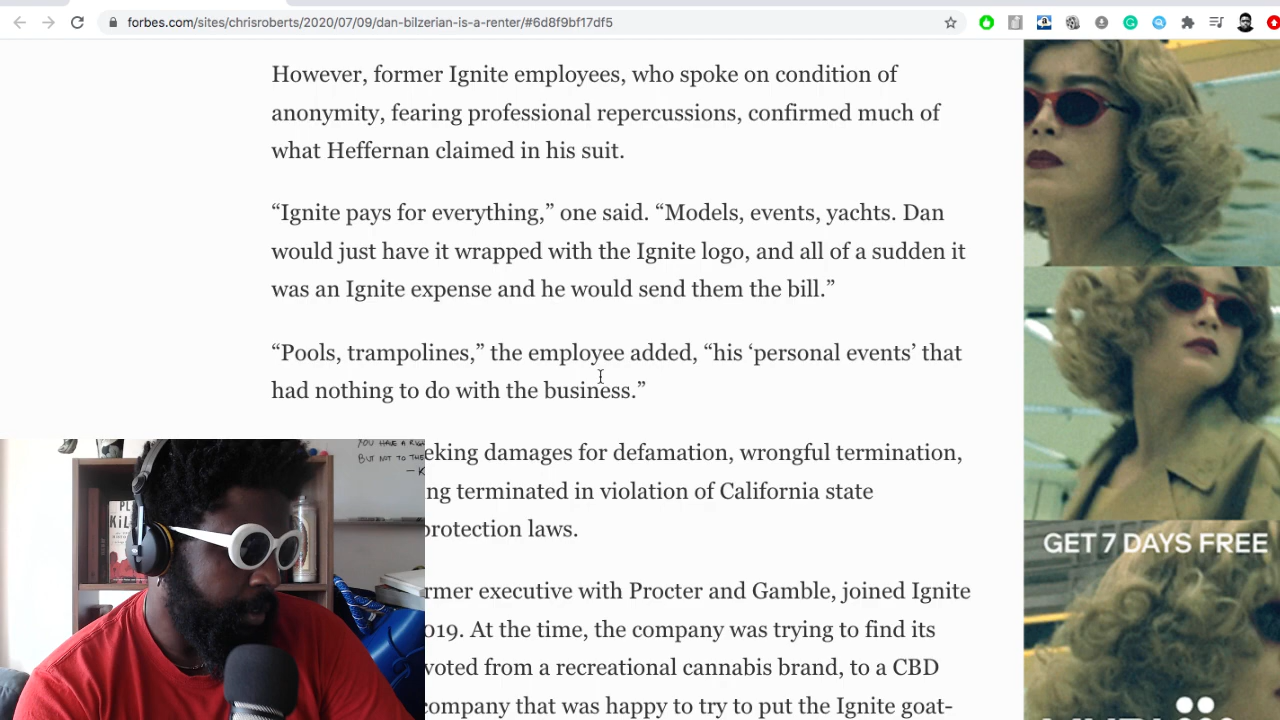 forbes.com/sites/chrisroberts/2020/07/09/dan-bilzerian-is-a-renter/#6d8f9bf17df5
However, former Ignite employees, who spoke on condition of
anonymity, fearing professional repercussions, confirmed much of
what Heffernan claimed in his suit.
“Ignite pays for everything,” one said. “Models, events, yachts. Dan
would just have it wrapped with the Ignite logo, and all of a sudden it
was an Ignite expense and he would send them the bill.”
“Pools, trampolines,” the employee added, “his ‘personal events’ that
had nothing to do with the business.”
eking damages for defamation, wrongful termination,
ng terminated in violation of California state
protection laws.
rmer executive with Procter and Gamble, joined Ignite
019. At the time, the company was trying to find its
voted from a recreational cannabis brand, to a CBD
company that was happy to try to put the Ignite goat-
GET 7 DAYS FREE
YOU HAVE A
BUT NOT TO THE